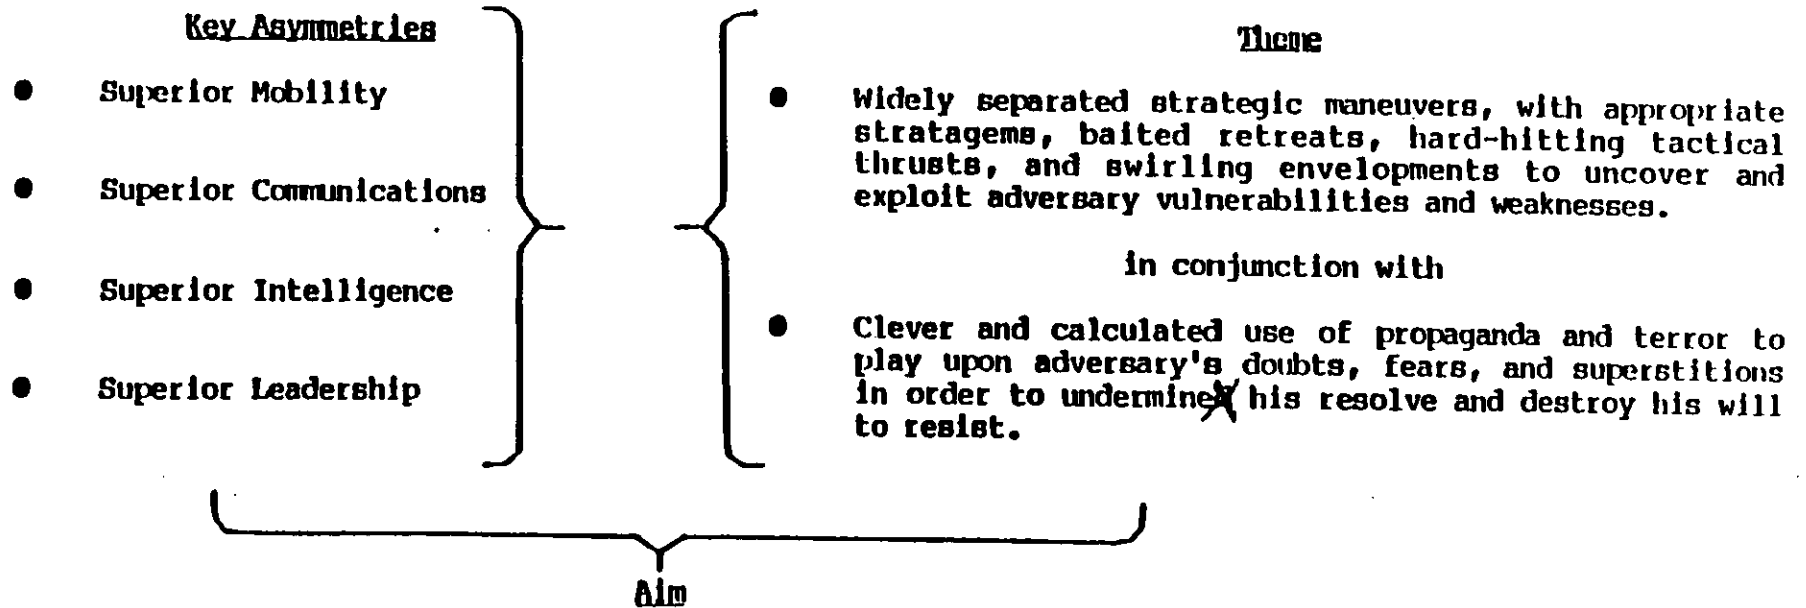 Key Asymmetries
• Superior Mobility
• Superior Communications
• Superior Intelligence
• Superior Leadership
Theme
• Widely separated strategic maneuvers, with appropriate
stratagems, baited retreats, hard-hitting tactical
thrusts, and swirling envelopments to uncover and
exploit adversary vulnerabilities and weaknesses.
in conjunction with
• Clever and calculated use of propaganda and terror to
play upon adversary's doubts, fears, and superstitions
in order to undermine his resolve and destroy his will
to resist.
Aim